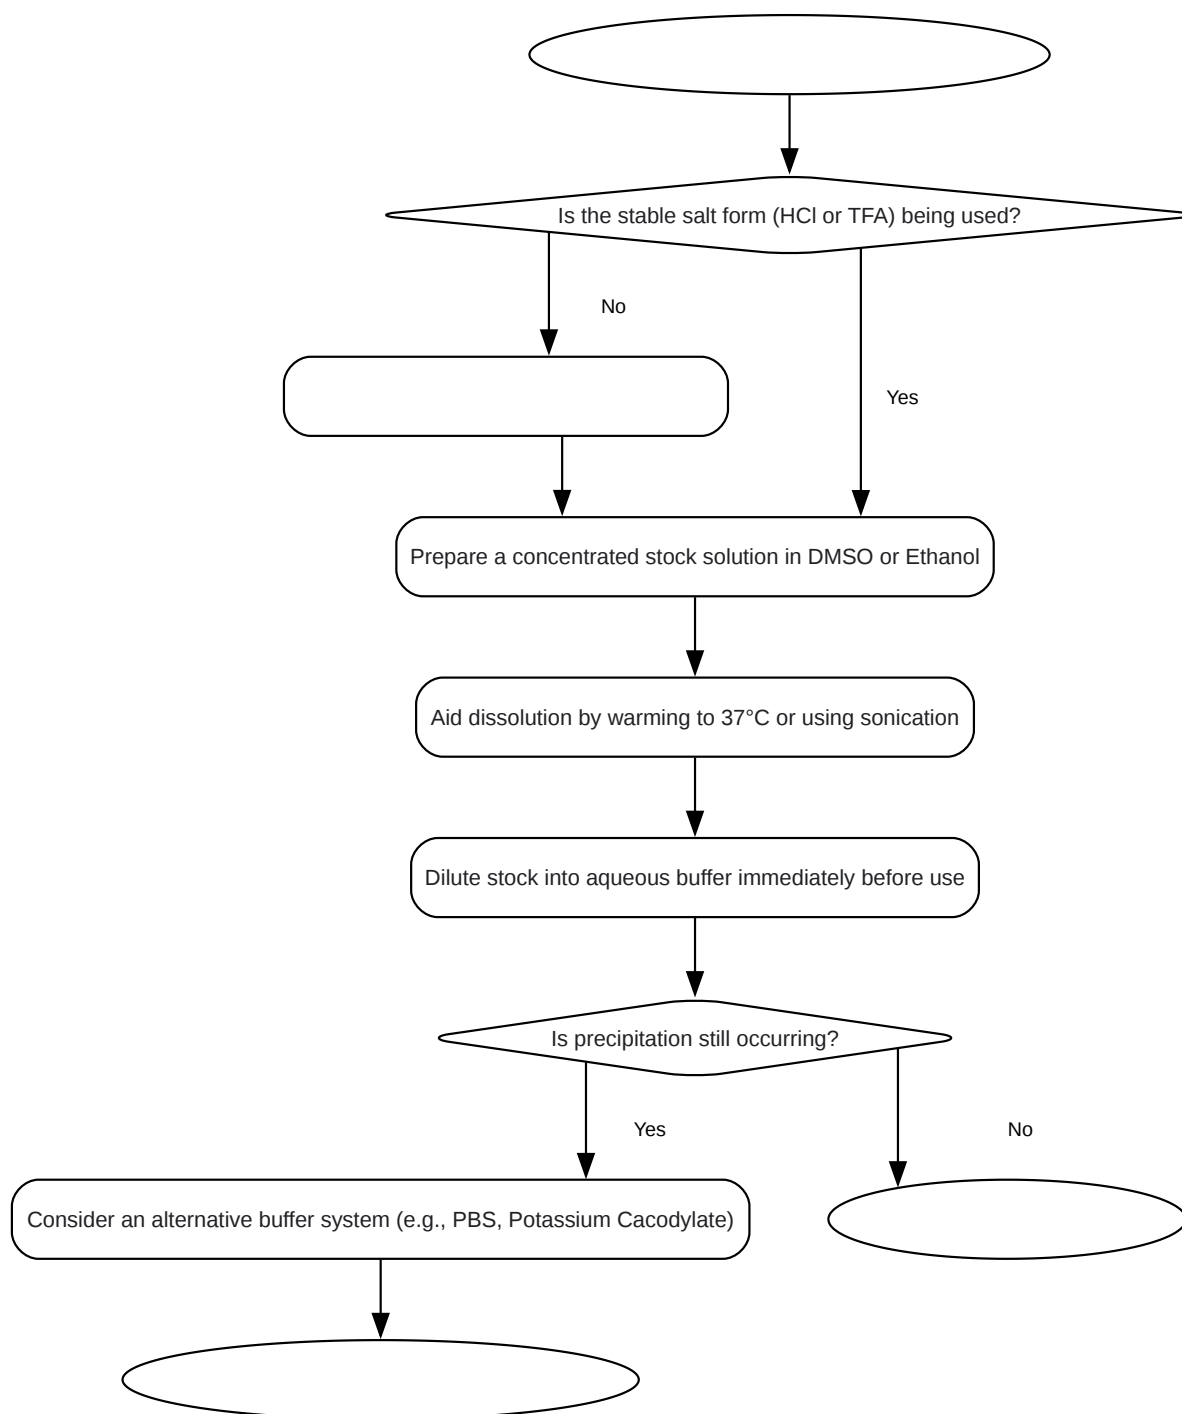 Is the stable salt form (HCl or TFA) being used?
No
Yes
Prepare a concentrated stock solution in DMSO or Ethanol
Aid dissolution by warming to 37°C or using sonication
Dilute stock into aqueous buffer immediately before use
Is precipitation still occurring?
Yes
No
Consider an alternative buffer system (e.g., PBS, Potassium Cacodylate)